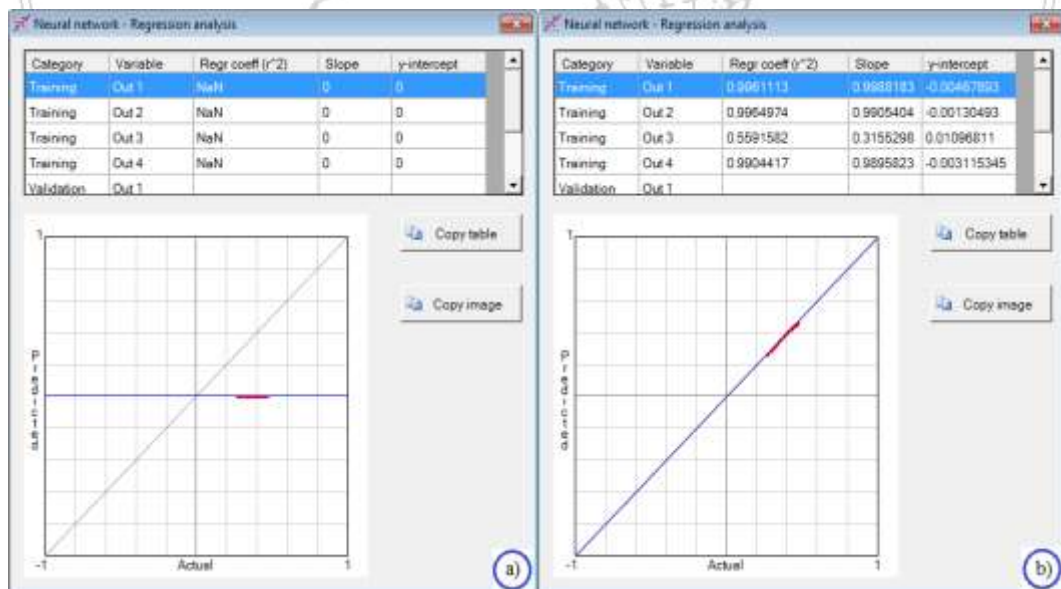 Neural network - Regression analysis
Category Variable Regr coeff (r^2) Slope y-intercept
Training Out 1 NaN 0 0
Training Out 2 NaN 0 0
Training Out 3 NaN 0 0
Training Out 4 NaN 0 0
Validation Out 1
Copy table
Copy image
1
Predicted
-1 Actual 1
a)
Neural network - Regression analysis
Category Variable Regr coeff (r^2) Slope y-intercept
Training Out 1 0.9961113 0.9988183 -0.00467893
Training Out 2 0.9964974 0.9905404 -0.00130493
Training Out 3 0.5591582 0.3155298 0.01096811
Training Out 4 0.9904417 0.9895823 -0.003115345
Validation Out 1
Copy table
Copy image
1
Predicted
-1 Actual 1
b)